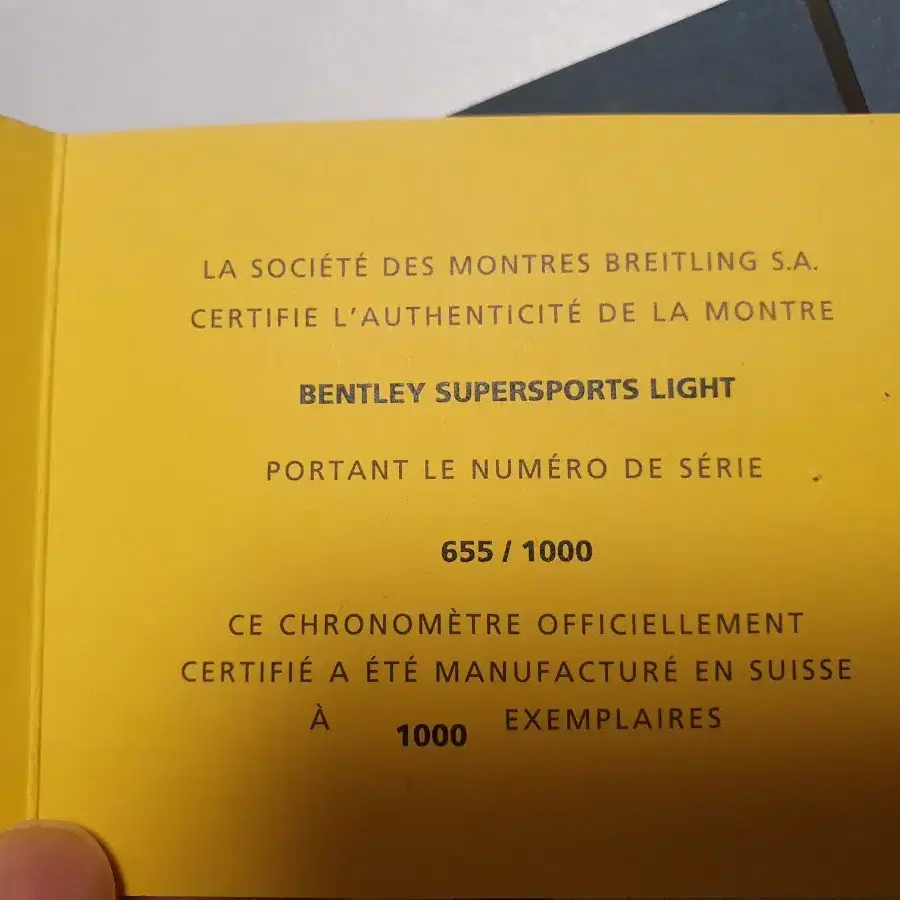 LA SOCIÉTÉ DES MONTRES BREITLING S.A.
CERTIFIE L'AUTHENTICITÉ DE LA MONTRE
BENTLEY SUPERSPORTS LIGHT
PORTANT LE NUMÉRO DE SÉRIE
655 / 1000
CE CHRONOMÈTRE OFFICIELLEMENT
CERTIFIÉ A ÉTÉ MANUFACTURÉ EN SUISSE
À 1000 EXEMPLAIRES